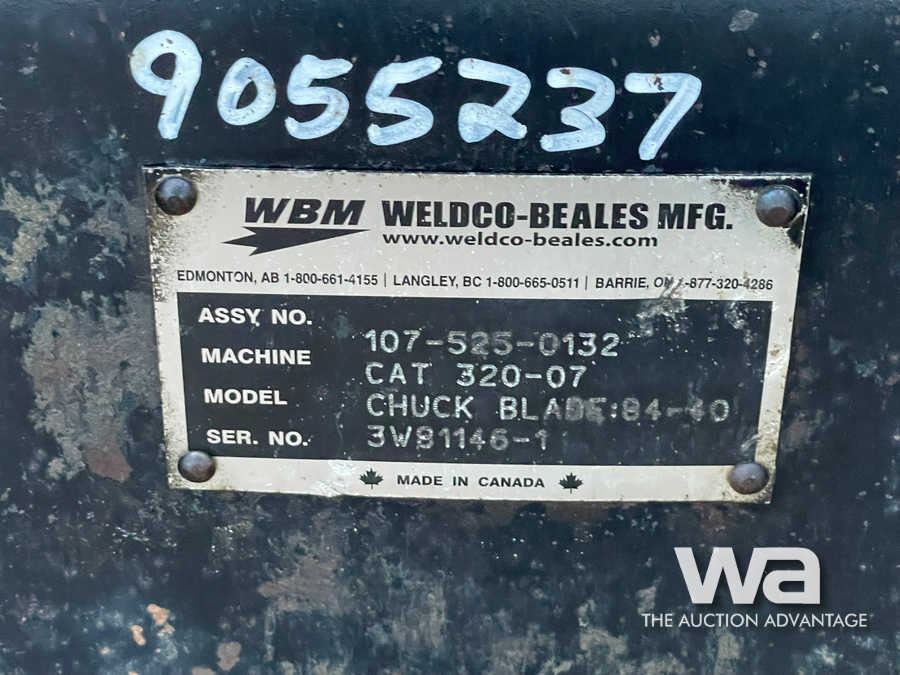 9055237
WBM WELDCO-BEALES MFG.
www.weldco-beales.com
EDMONTON, AB 1-800-661-4155 | LANGLEY, BC 1-800-665-0511 | BARRIE, ON 1-877-320-4286
ASSY NO. 107-525-0132
MACHINE CAT 320-07
MODEL CHUCK BLADE:84-40
SER. NO. 3W91146-1
MADE IN CANADA
wa
THE AUCTION ADVANTAGE